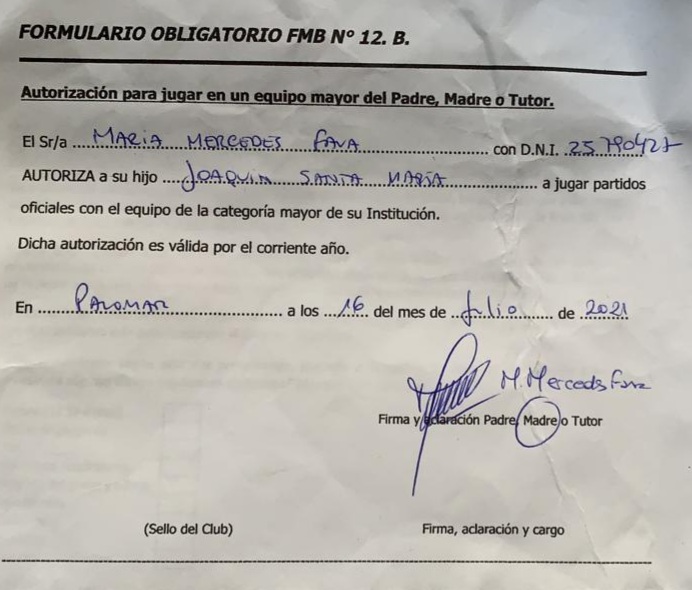 FORMULARIO OBLIGATORIO FMB Nº 12. B.
Autorización para jugar en un equipo mayor del Padre, Madre o Tutor.
El Sr/a ... MARIA MERCEDES FAVA ... con D.N.I. 25.790427
AUTORIZA a su hijo ... JOAQUIN SANTA MARIA ... a jugar partidos
oficiales con el equipo de la categoría mayor de su Institución.
Dicha autorización es válida por el corriente año.
En ... PALOMAR ... a los ... 16 ... del mes de ... Julio ... de 2021
M. Mercedes Fava
Firma y aclaración Padre, Madre o Tutor
(Sello del Club) Firma, aclaración y cargo